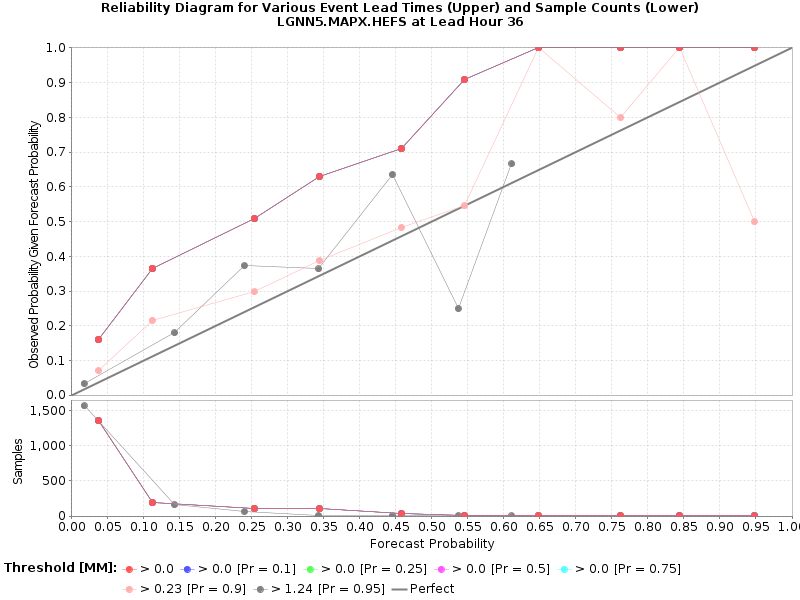 Reliability Diagram for Various Event Lead Times (Upper) and Sample Counts (Lower)
LGNN5.MAPX.HEFS at Lead Hour 36
Observed Probability Given Forecast Probability
1.0
0.9
0.8
0.7
0.6
0.5
0.4
0.3
0.2
0.1
0.0
Samples
1,500
1,000
500
0
0.00 0.05 0.10 0.15 0.20 0.25 0.30 0.35 0.40 0.45 0.50 0.55 0.60 0.65 0.70 0.75 0.80 0.85 0.90 0.95 1.0
Forecast Probability
Threshold [MM]: > 0.0 > 0.0 [Pr = 0.1] > 0.0 [Pr = 0.25] > 0.0 [Pr = 0.5] > 0.0 [Pr = 0.75]
> 0.23 [Pr = 0.9] > 1.24 [Pr = 0.95] Perfect